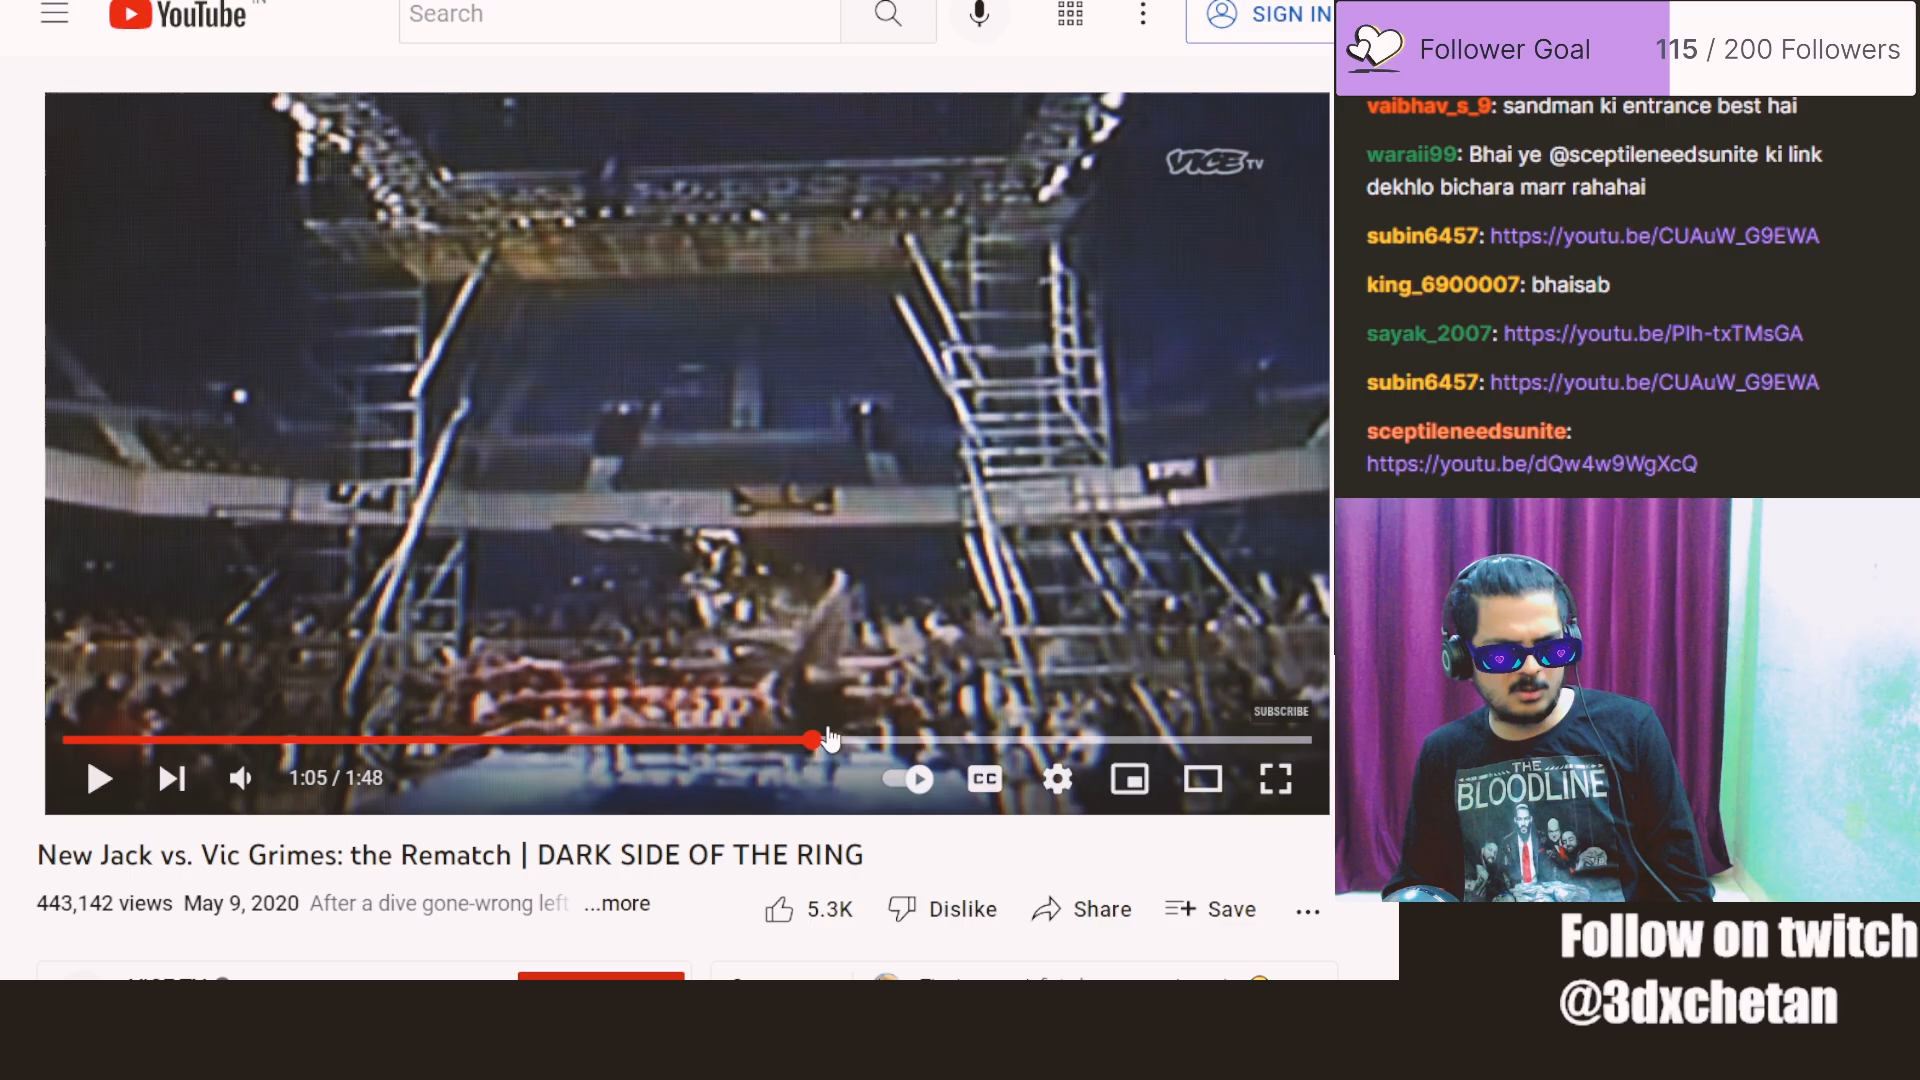 YouTube
IN
Search
SIGN IN
Follower Goal
115 / 200 Followers
VICE TV
vaibhav_s_9: sandman ki entrance best hai
waraii99: Bhai ye @sceptileneedsunite ki link
dekhlo bichara marr rahahai
subin6457: https://youtu.be/CUAuW_G9EWA
king_6900007: bhaisab
sayak_2007: https://youtu.be/Plh-txTMsGA
subin6457: https://youtu.be/CUAuW_G9EWA
sceptileneedsunite:
https://youtu.be/dQw4w9WgXcQ
SUBSCRIBE
1:05 / 1:48
CC
THE
BLOODLINE
New Jack vs. Vic Grimes: the Rematch | DARK SIDE OF THE RING
443,142 views May 9, 2020 After a dive gone-wrong left ...more
5.3K Dislike Share Save
Follow on twitch
@3dxchetan